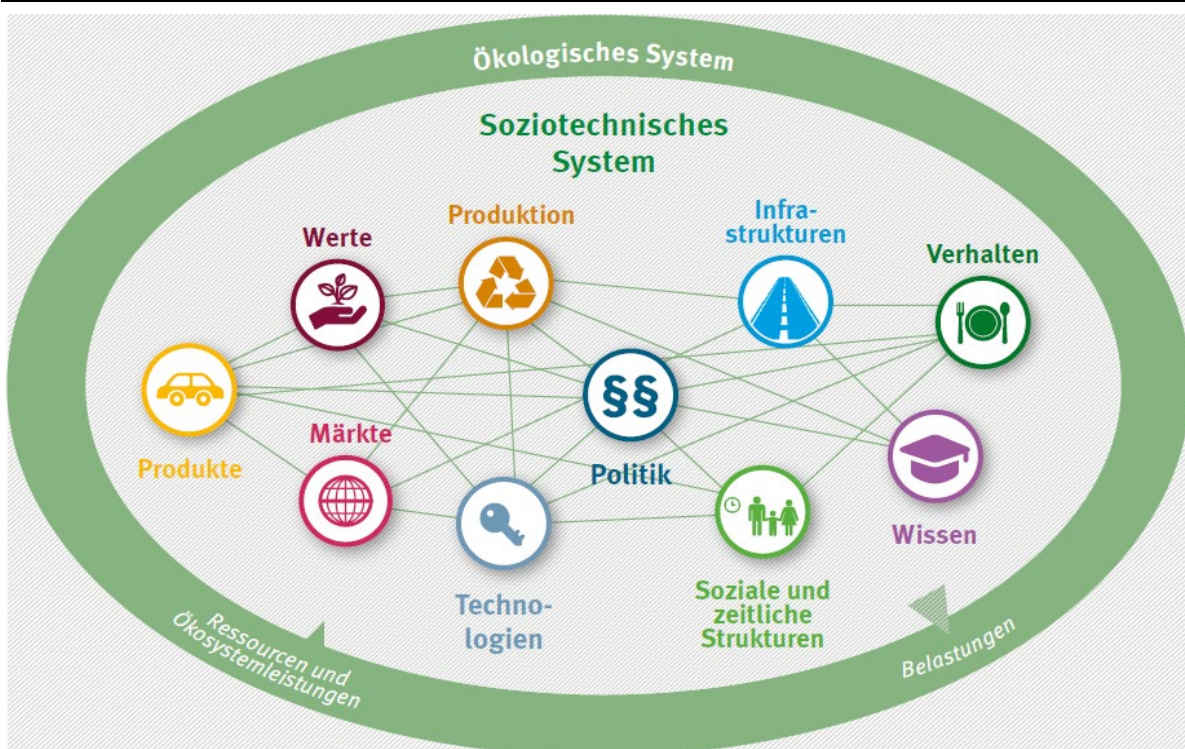 Ökologisches System
Soziotechnisches
System
Produktion
Infra-
strukturen
Werte
Verhalten
Märkte
§§
Produkte
Politik
Wissen
Techno-
logien
Soziale und
zeitliche
Strukturen
Ressourcen und
Ökosystemleistungen
Belastungen